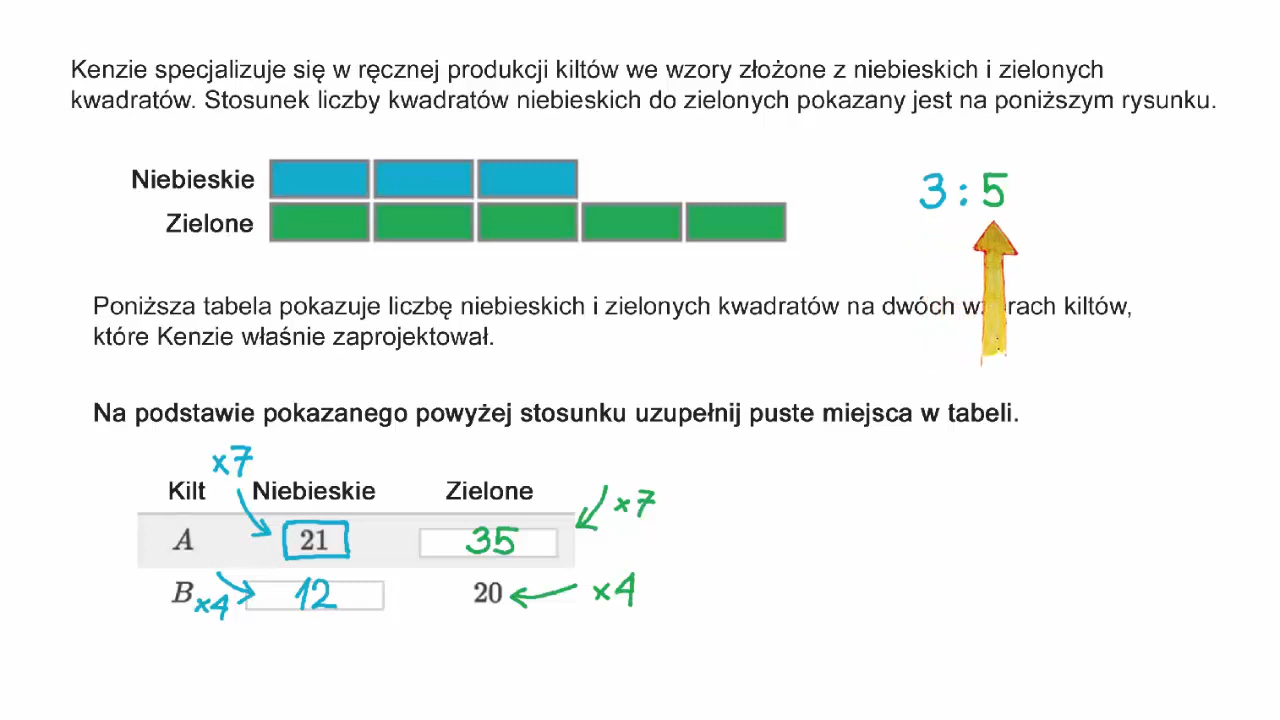 Kenzie specjalizuje się w ręcznej produkcji kiltów we wzory złożone z niebieskich i zielonych
kwadratów. Stosunek liczby kwadratów niebieskich do zielonych pokazany jest na poniższym rysunku.
Niebieskie
Zielone
3 : 5
Poniższa tabela pokazuje liczbę niebieskich i zielonych kwadratów na dwóch kiltów,
które Kenzie właśnie zaprojektował.
Na podstawie pokazanego powyżej stosunku uzupełnij puste miejsca w tabeli.
x7
Kilt Niebieskie Zielone
A 21 35 x7
B x4 12 20 x4